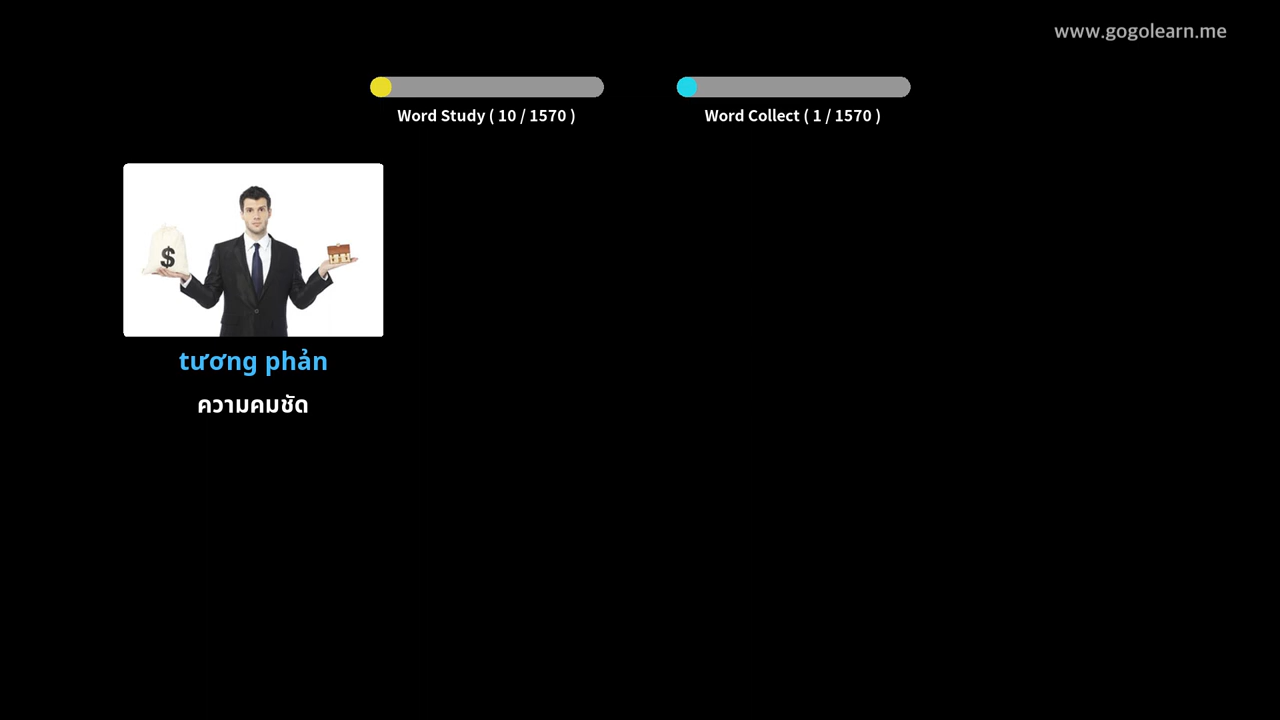 www.gogolearn.me
Word Study ( 10 / 1570 )
Word Collect ( 1 / 1570 )
$
tương phản
ความคมชัด